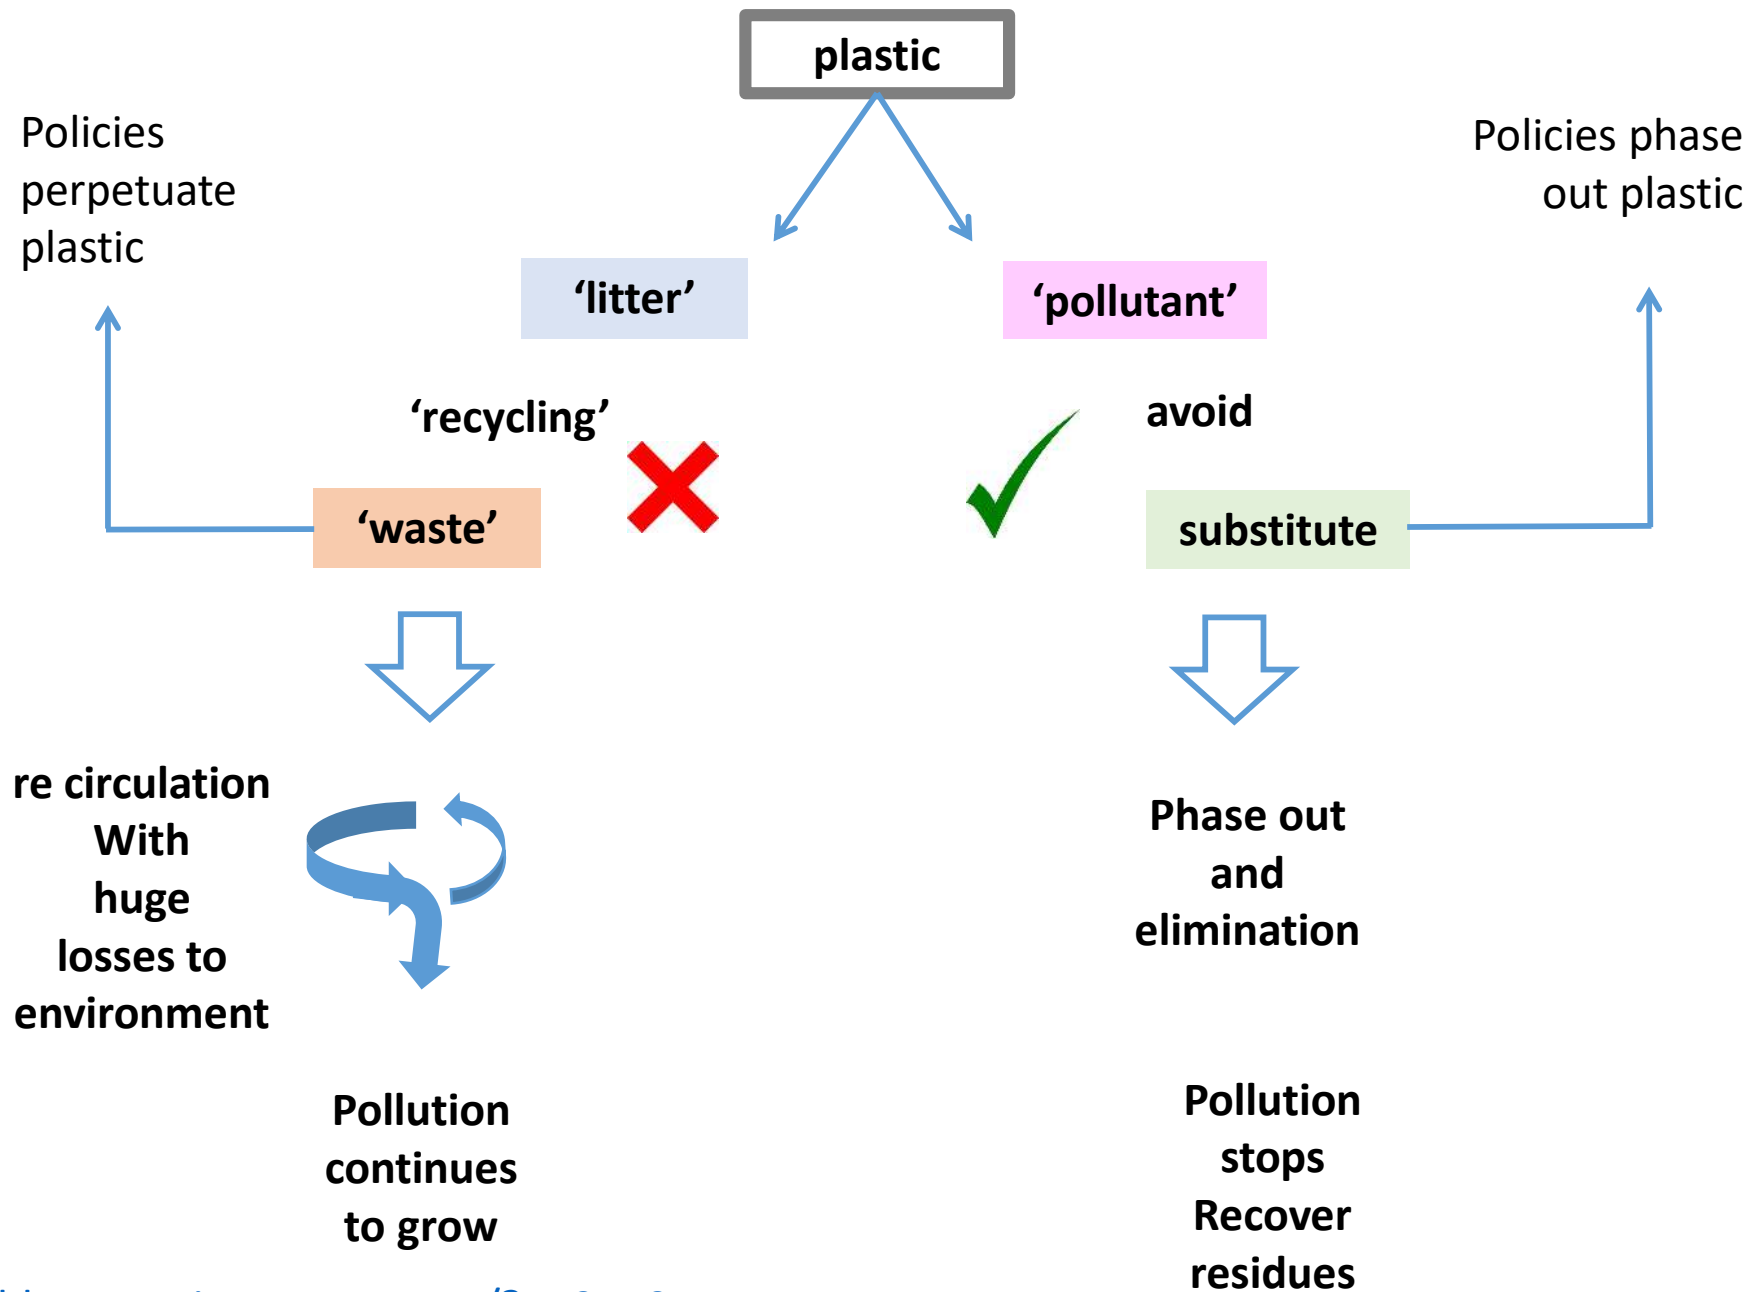 plastic
Policies
perpetuate
plastic
Policies phase
out plastic
‘litter’
‘pollutant’
‘recycling’
avoid
‘waste’
substitute
re circulation
With
huge
losses to
environment
Phase out
and
elimination
Pollution
continues
to grow
Pollution
stops
Recover
residues